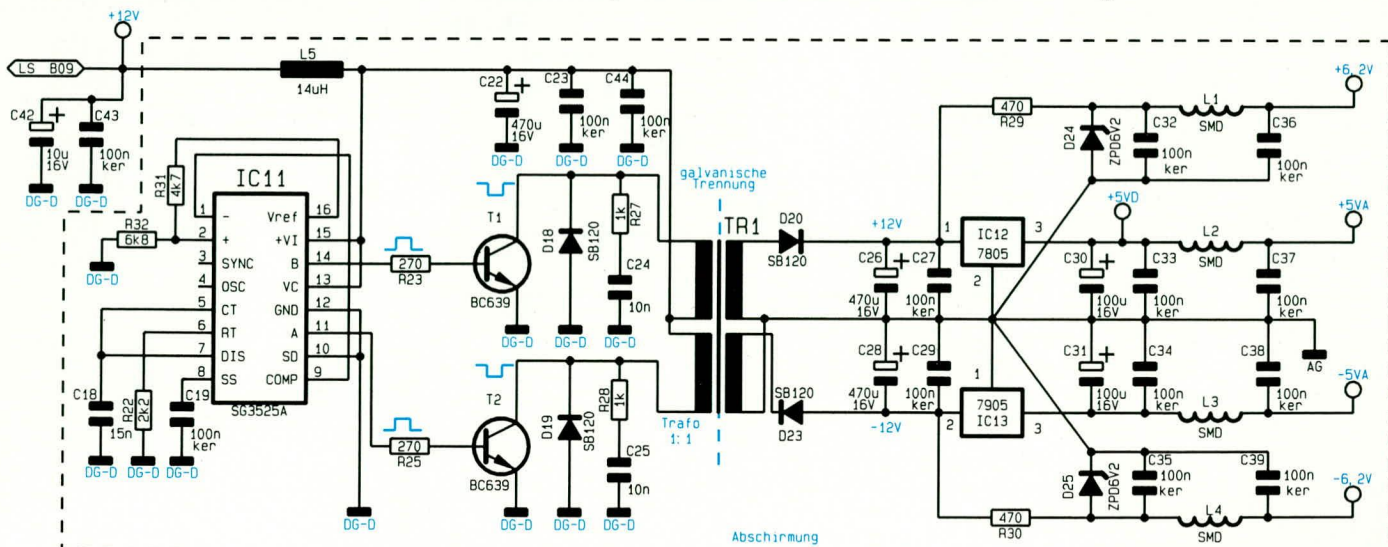 +12V
LS B09
L5
14uH
C42
+
10u
16V
DG-D
C43
100n
ker
DG-D
R31
4k7
R32
6k8
DG-D
IC11
1
-
2
+
3
SYNC
4
OSC
5
CT
6
RT
7
DIS
8
SS
Vref
16
+VI
15
B
14
VC
13
GND
12
A
11
SD
10
COMP
9
SG3525A
C18
15n
DG-D
R22
2k2
DG-D
C19
100n
ker
DG-D
C22
+
470u
16V
DG-D
C23
100n
ker
DG-D
C44
100n
ker
DG-D
270
R23
T1
BC639
DG-D
D18
SB120
DG-D
R27
1k
C24
10n
DG-D
270
R25
T2
BC639
DG-D
DG-D
D19
SB120
DG-D
R28
1k
C25
10n
DG-D
galvanische
Trennung
TR1
Trafo
1:1
D20
SB120
SB120
D23
+12V
-12V
C26
+
470u
16V
C27
100n
ker
C28
+
470u
16V
C29
100n
ker
470
R29
D24
ZPD6V2
C32
100n
ker
L1
SMD
C36
100n
ker
+6,2V
1
IC12
7805
3
2
+5VD
C30
+
100u
16V
C33
100n
ker
L2
SMD
C37
100n
ker
+5VA
AG
1
7905
IC13
2
3
C31
+
100u
16V
C34
100n
ker
L3
SMD
C38
100n
ker
-5VA
470
R30
D25
ZPD6V2
C35
100n
ker
L4
SMD
C39
100n
ker
-6,2V
Abschirmung